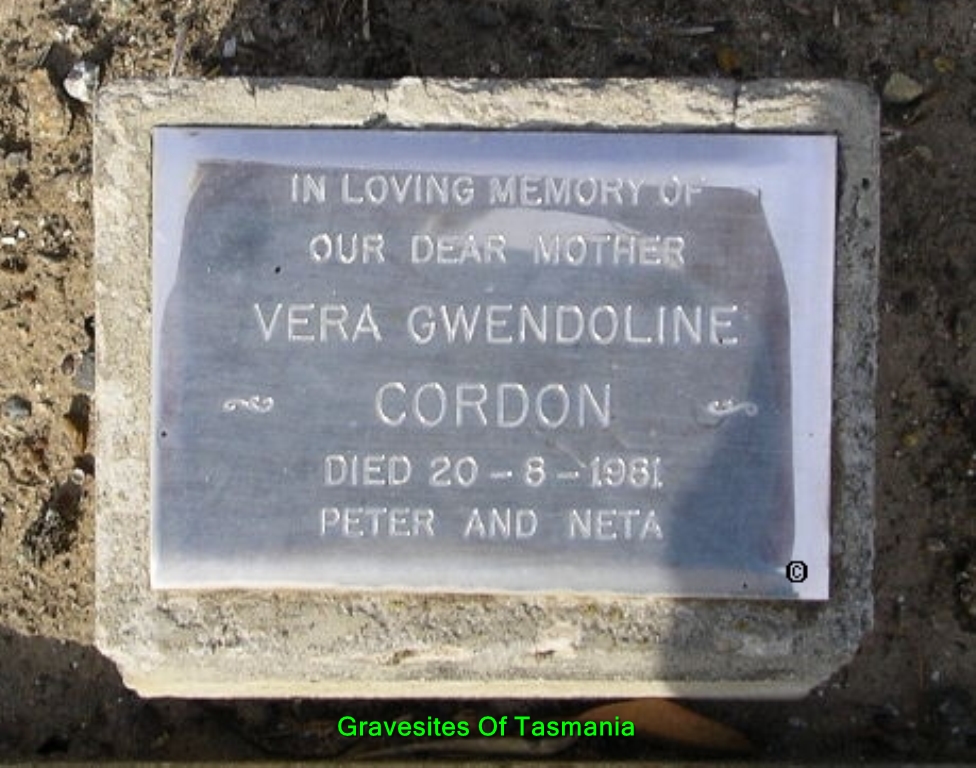 IN LOVING MEMORY OF
OUR DEAR MOTHER
VERA GWENDOLINE
CORDON
DIED 20-8-1981
PETER AND NETA
©
Gravesites Of Tasmania